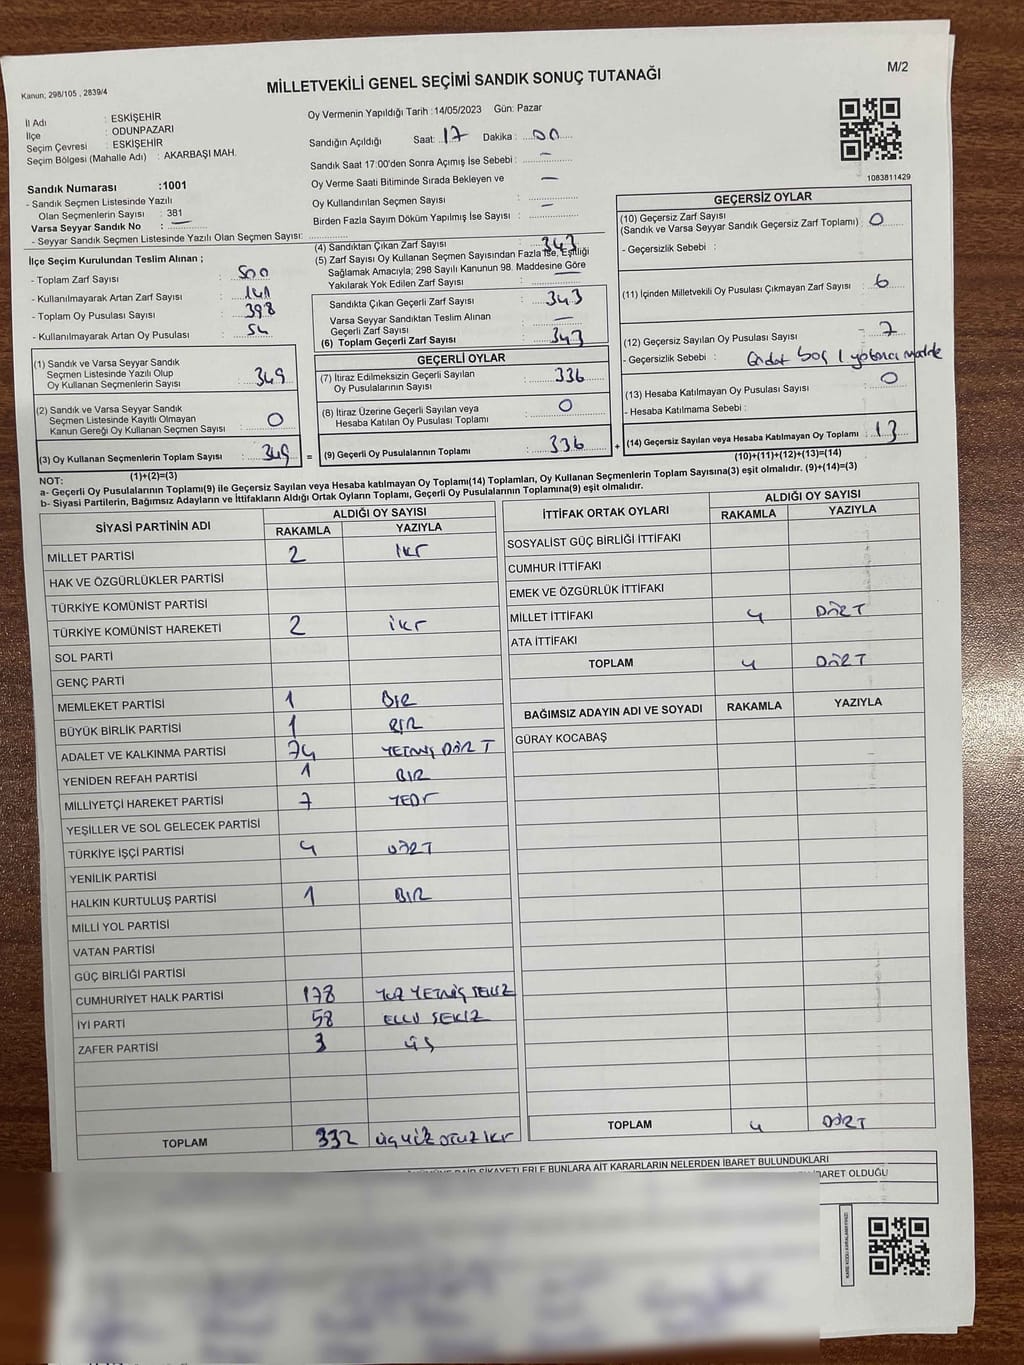 M/2
Kanun: 298/105 , 2839/4
MİLLETVEKİLİ GENEL SEÇİMİ SANDIK SONUÇ TUTANAĞI
İl Adı : ESKİŞEHİR
İlçe : ODUNPAZARI
Seçim Çevresi : ESKİŞEHİR
Seçim Bölgesi (Mahalle Adı) : AKARBAŞI MAH.
Oy Vermenin Yapıldığı Tarih : 14/05/2023 Gün: Pazar
Sandığın Açıldığı Saat: 17 Dakika : 00
Sandık Saat 17:00'den Sonra Açımış İse Sebebi : —
Oy Verme Saati Bitiminde Sırada Bekleyen ve —
Oy Kullandırılan Seçmen Sayısı : —
Birden Fazla Sayım Döküm Yapılmış İse Sayısı :
1083811429
Sandık Numarası :1001
- Sandık Seçmen Listesinde Yazılı
Olan Seçmenlerin Sayısı : 381
Varsa Seyyar Sandık No : —
- Seyyar Sandık Seçmen Listesinde Yazılı Olan Seçmen Sayısı:
İlçe Seçim Kurulundan Teslim Alınan ;
- Toplam Zarf Sayısı : 500
- Kullanılmayarak Artan Zarf Sayısı : 141
- Toplam Oy Pusulası Sayısı : 398
- Kullanılmayarak Artan Oy Pusulası : 54
(1) Sandık ve Varsa Seyyar Sandık
Seçmen Listesinde Yazılı Olup
Oy Kullanan Seçmenlerin Sayısı : 349
(2) Sandık ve Varsa Seyyar Sandık
Seçmen Listesinde Kayıtlı Olmayan
Kanun Gereği Oy Kullanan Seçmen Sayısı : 0
(3) Oy Kullanan Seçmenlerin Toplam Sayısı : 349
(1)+(2)=(3)
(4) Sandıktan Çıkan Zarf Sayısı : 343
(5) Zarf Sayısı Oy Kullanan Seçmen Sayısından Fazla İse, Eşitliği
Sağlamak Amacıyla; 298 Sayılı Kanunun 98. Maddesine Göre
Yakılarak Yok Edilen Zarf Sayısı : —
Sandıkta Çıkan Geçerli Zarf Sayısı : 343
Varsa Seyyar Sandıktan Teslim Alınan
Geçerli Zarf Sayısı : —
(6) Toplam Geçerli Zarf Sayısı : 343
GEÇERLİ OYLAR
(7) İtiraz Edilmeksizin Geçerli Sayılan
Oy Pusulalarının Sayısı : 336
(8) İtiraz Üzerine Geçerli Sayılan veya
Hesaba Katılan Oy Pusulası Toplamı : 0
= (9) Geçerli Oy Pusulalarının Toplamı : 336 +
GEÇERSİZ OYLAR
(10) Geçersiz Zarf Sayısı
(Sandık ve Varsa Seyyar Sandık Geçersiz Zarf Toplamı) : 0
- Geçersizlik Sebebi :
(11) İçinden Milletvekili Oy Pusulası Çıkmayan Zarf Sayısı : 6
(12) Geçersiz Sayılan Oy Pusulası Sayısı : 7
- Geçersizlik Sebebi : 6 adet boş 1 yabancı madde
(13) Hesaba Katılmayan Oy Pusulası Sayısı : 0
- Hesaba Katılmama Sebebi :
(14) Geçersiz Sayılan veya Hesaba Katılmayan Oy Toplamı : 13
(10)+(11)+(12)+(13)=(14)
NOT:
a- Geçerli Oy Pusulalarının Toplamı(9) ile Geçersiz Sayılan veya Hesaba katılmayan Oy Toplamı(14) Toplamları, Oy Kullanan Seçmenlerin Toplam Sayısına(3) eşit olmalıdır. (9)+(14)=(3)
b- Siyasi Partilerin, Bağımsız Adayların ve İttifakların Aldığı Ortak Oyların Toplamı, Geçerli Oy Pusulalarının Toplamına(9) eşit olmalıdır.
SİYASİ PARTİNİN ADI ALDIĞI OY SAYISI
RAKAMLA YAZIYLA
MİLLET PARTİSİ 2 İKİ
HAK VE ÖZGÜRLÜKLER PARTİSİ
TÜRKİYE KOMÜNİST PARTİSİ
TÜRKİYE KOMÜNİST HAREKETİ 2 İKİ
SOL PARTİ
GENÇ PARTİ
MEMLEKET PARTİSİ 1 BİR
BÜYÜK BİRLİK PARTİSİ 1 BİR
ADALET VE KALKINMA PARTİSİ 74 YETMİŞ DÖRT
YENİDEN REFAH PARTİSİ 1 BİR
MİLLİYETÇİ HAREKET PARTİSİ 7 YEDİ
YEŞİLLER VE SOL GELECEK PARTİSİ
TÜRKİYE İŞÇİ PARTİSİ 4 DÖRT
YENİLİK PARTİSİ
HALKIN KURTULUŞ PARTİSİ 1 BİR
MİLLİ YOL PARTİSİ
VATAN PARTİSİ
GÜÇ BİRLİĞİ PARTİSİ
CUMHURİYET HALK PARTİSİ 178 YÜZ YETMİŞ SEKİZ
İYİ PARTİ 58 ELLİ SEKİZ
ZAFER PARTİSİ 3 ÜÇ
TOPLAM 332 ÜÇ YÜZ OTUZ İKİ
İTTİFAK ORTAK OYLARI ALDIĞI OY SAYISI
RAKAMLA YAZIYLA
SOSYALİST GÜÇ BİRLİĞİ İTTİFAKI
CUMHUR İTTİFAKI
EMEK VE ÖZGÜRLÜK İTTİFAKI
MİLLET İTTİFAKI 4 DÖRT
ATA İTTİFAKI
TOPLAM 4 DÖRT
BAĞIMSIZ ADAYIN ADI VE SOYADI RAKAMLA YAZIYLA
GÜRAY KOCABAŞ
TOPLAM 4 DÖRT
ŞİKAYETLERLE BUNLARA AİT KARARLARIN NELERDEN İBARET BULUNDUKLARI
İBARET OLDUĞU